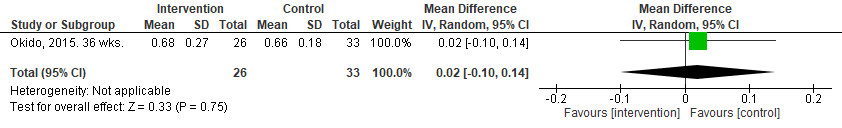 Intervention Control Mean Difference Mean Difference
Study or Subgroup Mean SD Total Mean SD Total Weight IV, Random, 95% CI IV, Random, 95% CI
Okido, 2015. 36 wks. 0.68 0.27 26 0.66 0.18 33 100.0% 0.02 [-0.10, 0.14]
Total (95% CI) 26 33 100.0% 0.02 [-0.10, 0.14]
Heterogeneity: Not applicable
Test for overall effect: Z = 0.33 (P = 0.75)
-0.2 -0.1 0 0.1 0.2
Favours [intervention] Favours [control]